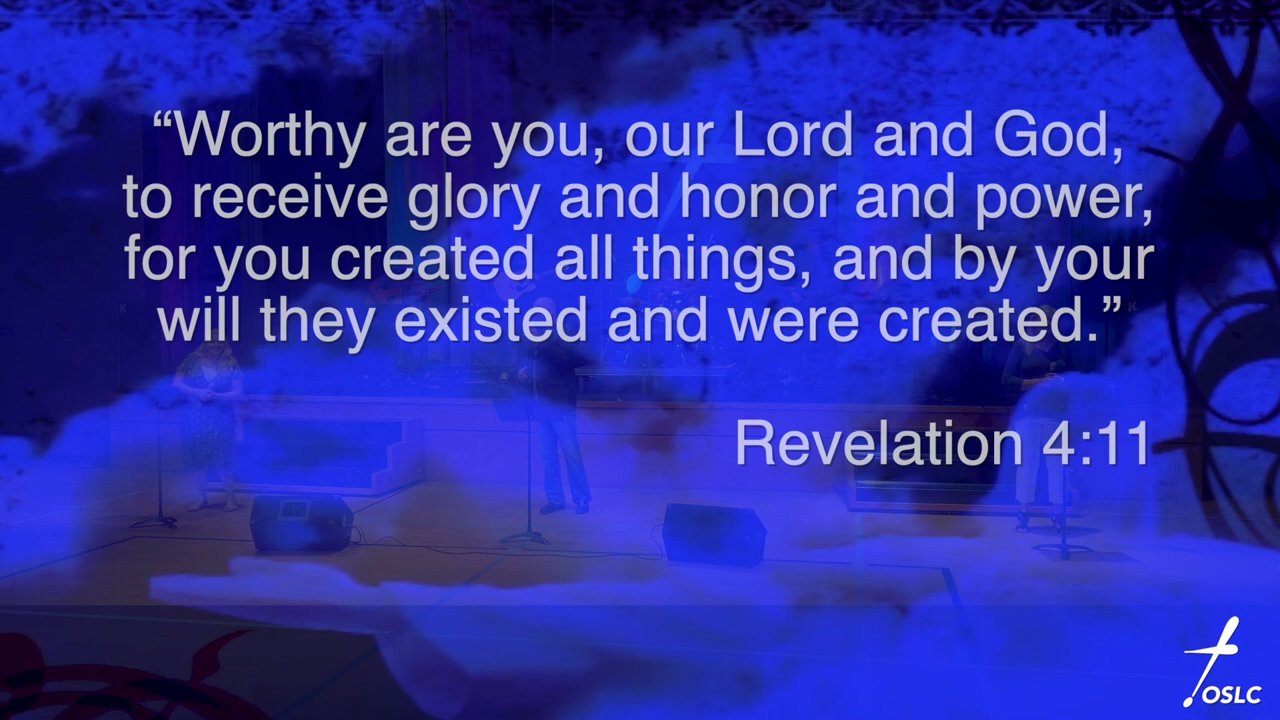 “Worthy are you, our Lord and God,
to receive glory and honor and power,
for you created all things, and by your
will they existed and were created.”
Revelation 4:11
OSLC